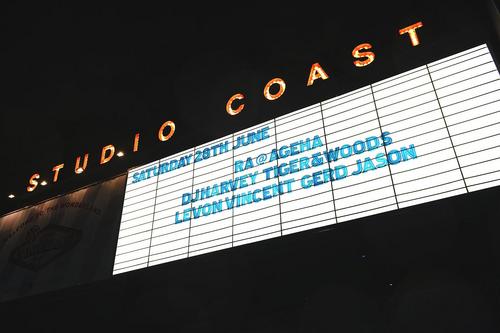 STUDIO COAST
SATURDAY 28TH JUNE
RA @ AGEHA
DJ HARVEY TIGER&WOODS
LEVON VINCENT GERD JASON